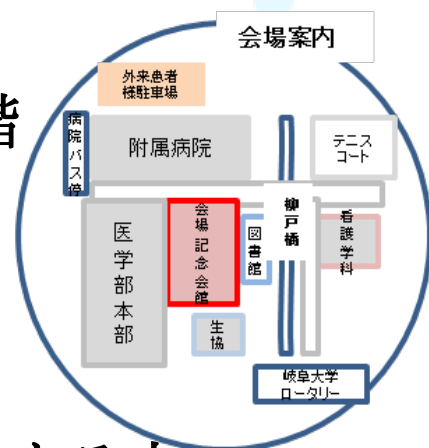 会場案内
外来患者
様駐車場
階
病院バス停
附属病院
テニス
コート
柳戸橋
医学部本部
会場 記念会館
図書館
看護学科
生協
岐阜大学
ロータリー